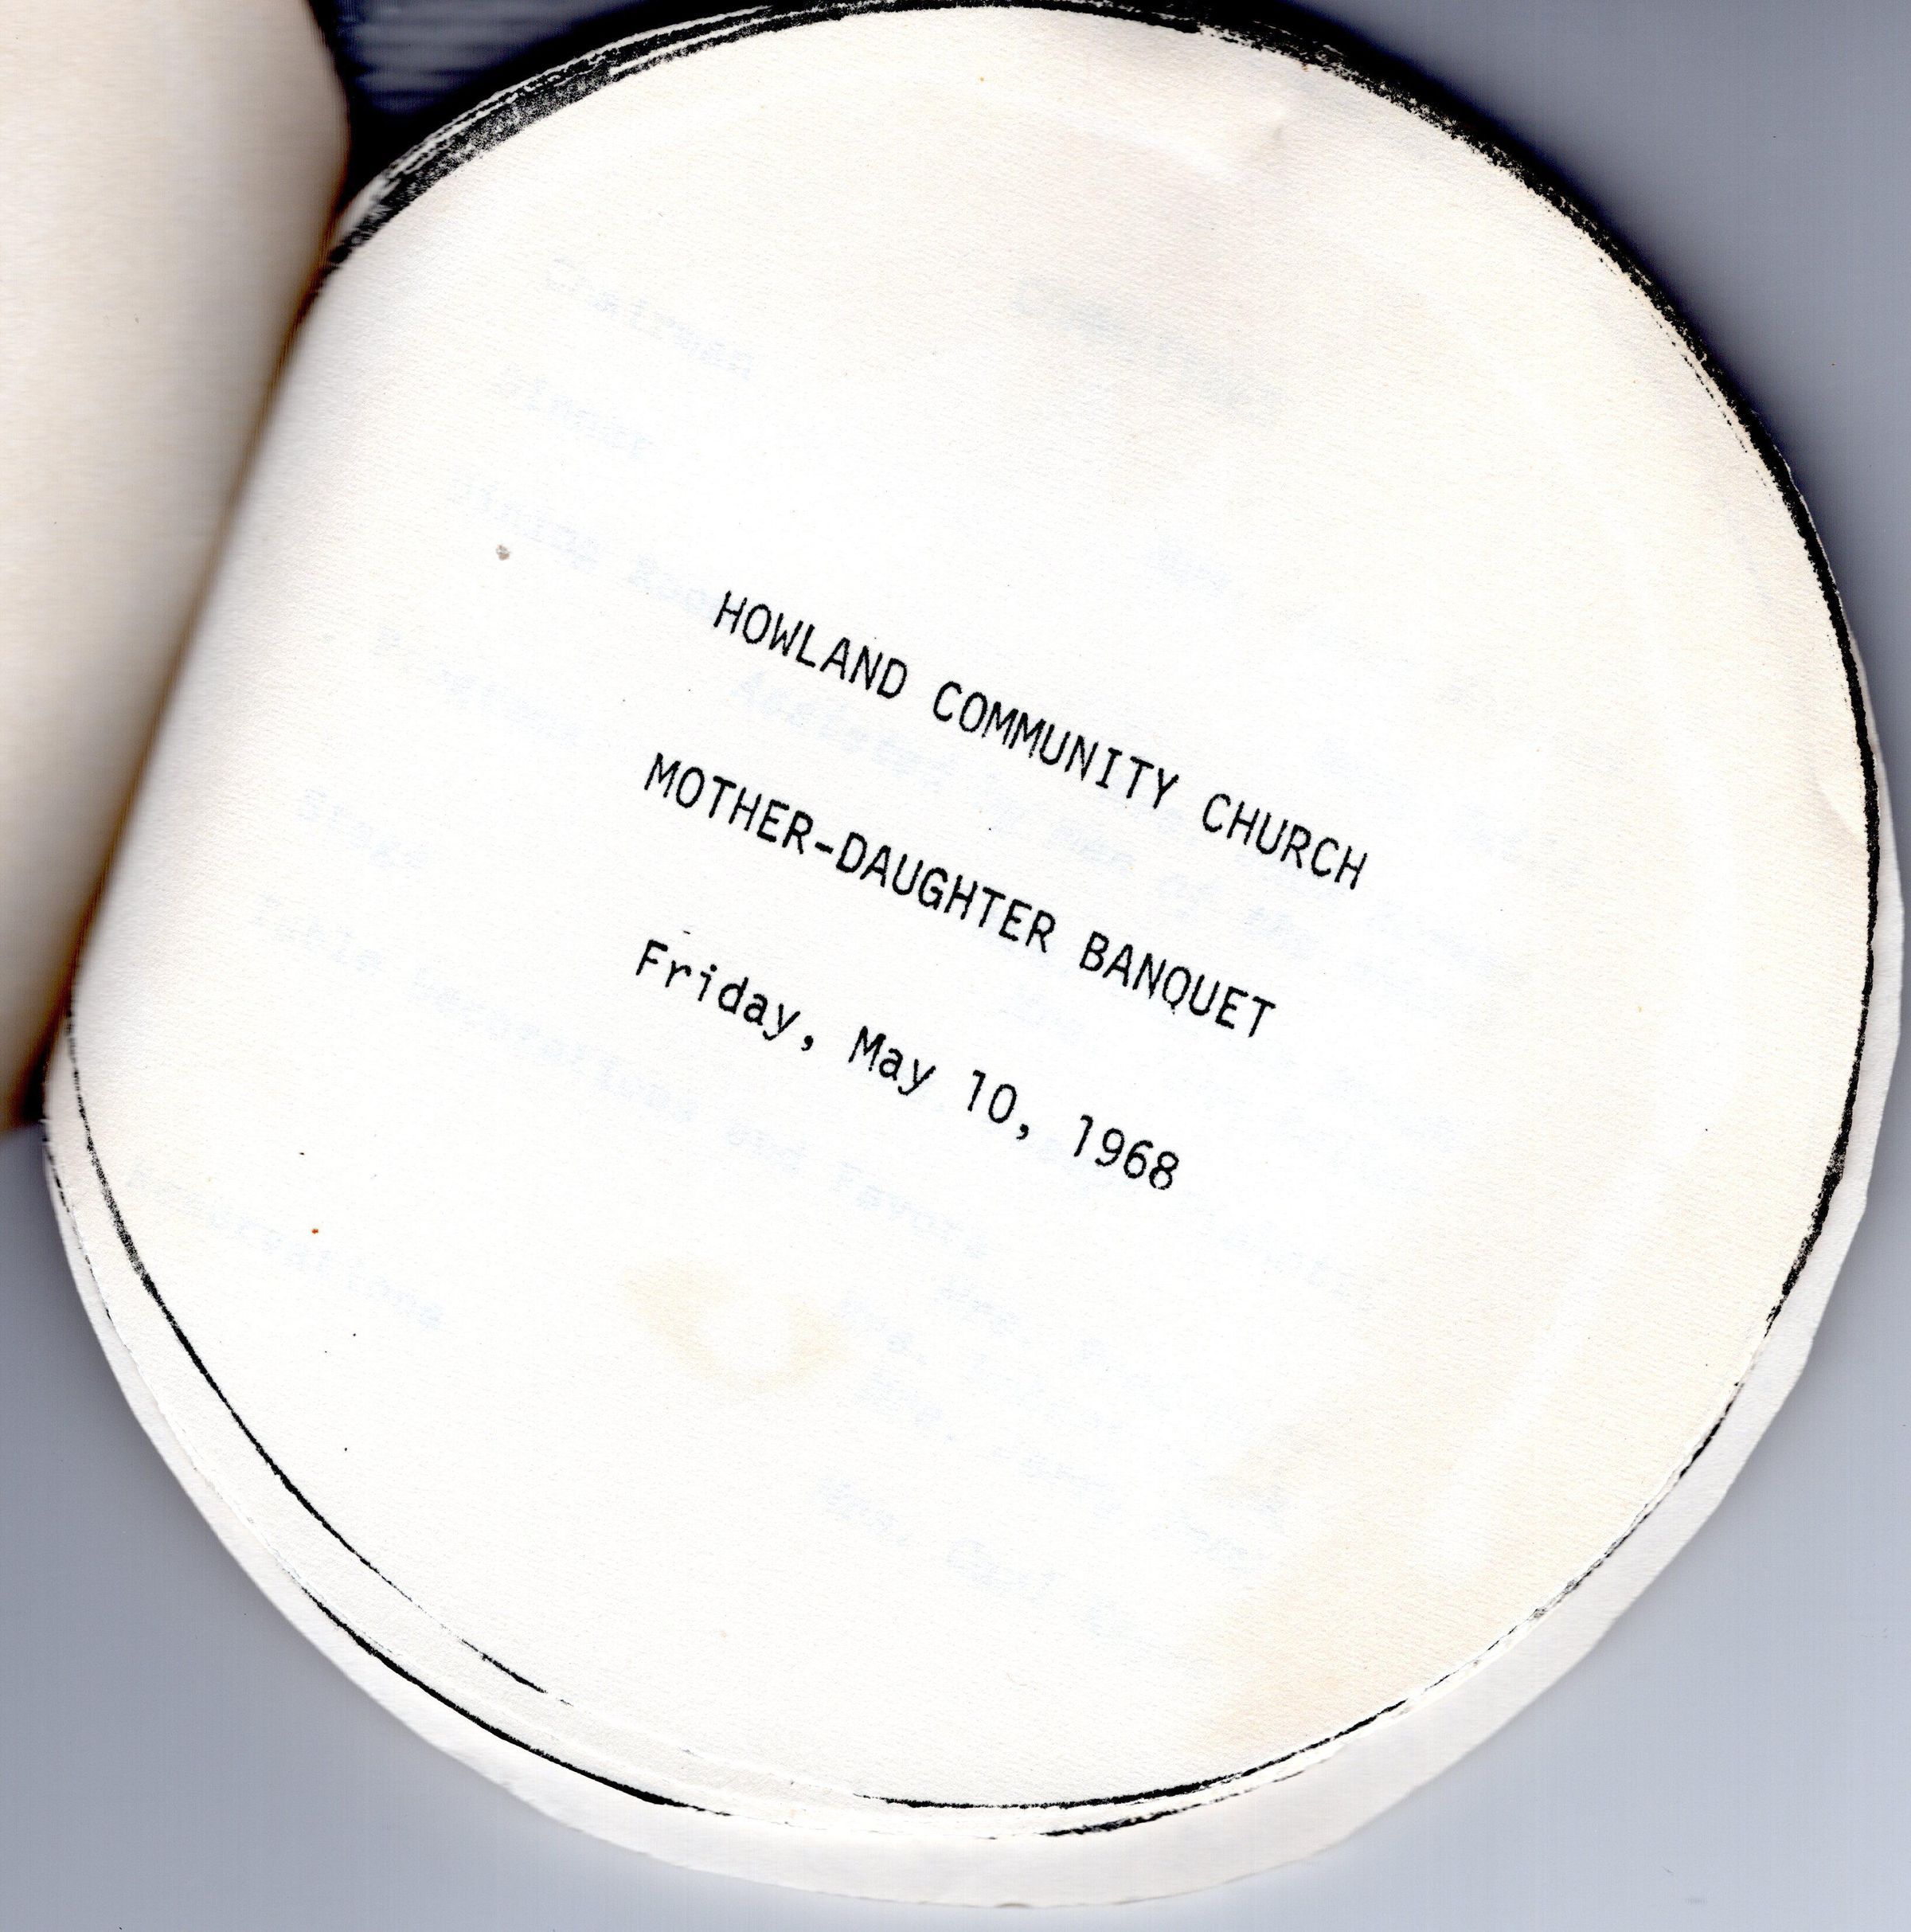 HOWLAND COMMUNITY CHURCH
MOTHER-DAUGHTER BANQUET
Friday, May 10, 1968